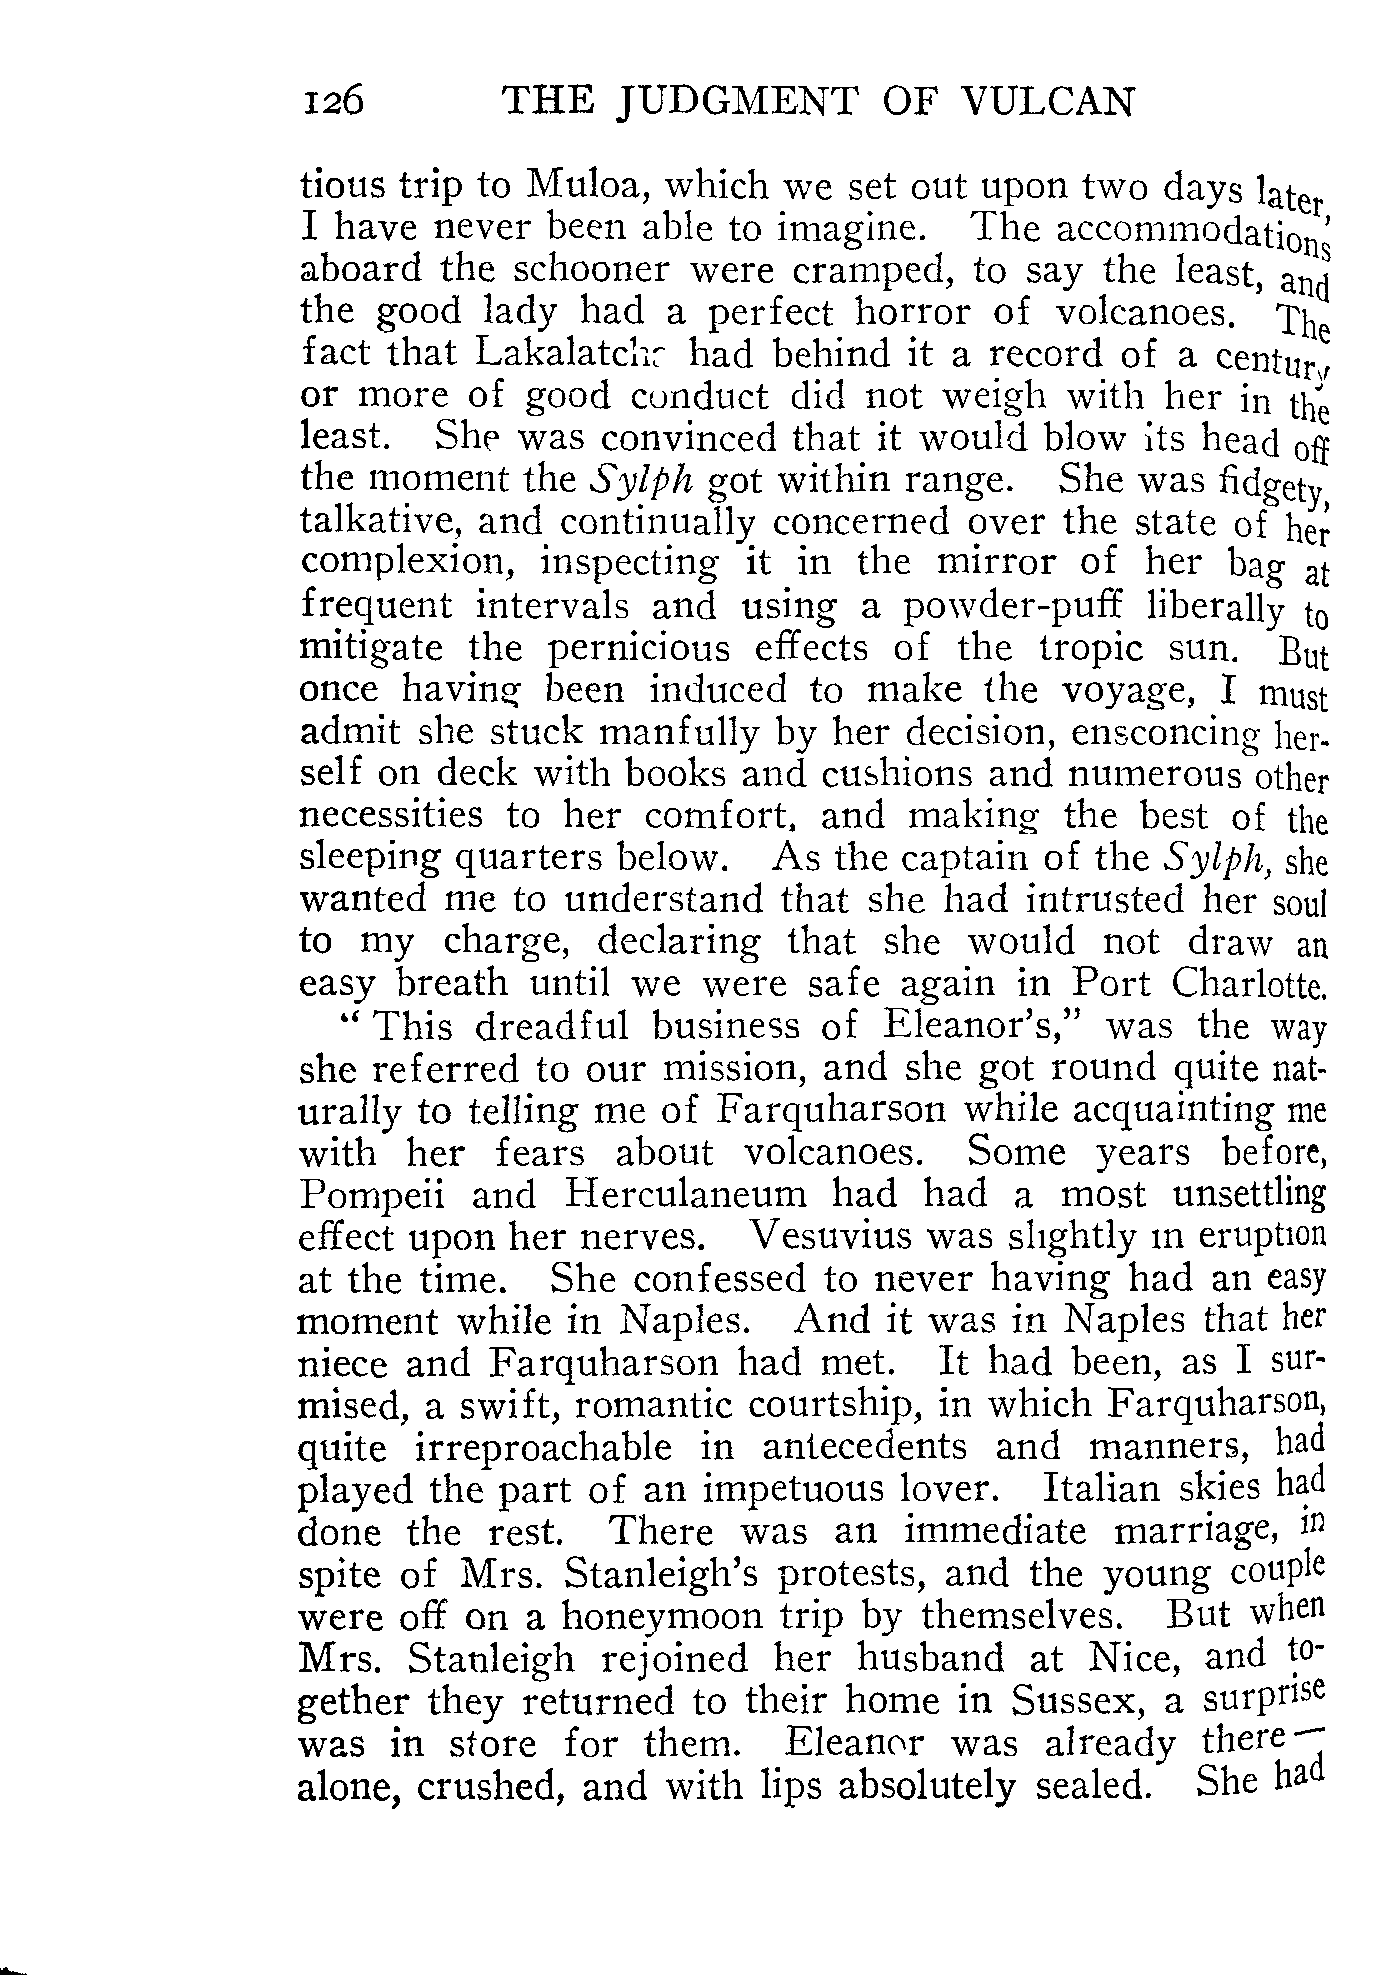 126 THE JUDGMENT OF VULCAN
tious trip to Muloa, which we set out upon two days later,
I have never been able to imagine. The accommodations
aboard the schooner were cramped, to say the least, and
the good lady had a perfect horror of volcanoes. The
fact that Lakalatchi had behind it a record of a century
or more of good conduct did not weigh with her in the
least. She was convinced that it would blow its head off
the moment the Sylph got within range. She was fidgety,
talkative, and continually concerned over the state of her
complexion, inspecting it in the mirror of her bag at
frequent intervals and using a powder-puff liberally to
mitigate the pernicious effects of the tropic sun. But
once having been induced to make the voyage, I must
admit she stuck manfully by her decision, ensconcing her-
self on deck with books and cushions and numerous other
necessities to her comfort, and making the best of the
sleeping quarters below. As the captain of the Sylph, she
wanted me to understand that she had intrusted her soul
to my charge, declaring that she would not draw an
easy breath until we were safe again in Port Charlotte.
“This dreadful business of Eleanor's,” was the way
she referred to our mission, and she got round quite nat-
urally to telling me of Farquharson while acquainting me
with her fears about volcanoes. Some years before,
Pompeii and Herculaneum had had a most unsettling
effect upon her nerves. Vesuvius was slightly in eruption
at the time. She confessed to never having had an easy
moment while in Naples. And it was in Naples that her
niece and Farquharson had met. It had been, as I sur-
mised, a swift, romantic courtship, in which Farquharson,
quite irreproachable in antecedents and manners, had
played the part of an impetuous lover. Italian skies had
done the rest. There was an immediate marriage, in
spite of Mrs. Stanleigh's protests, and the young couple
were off on a honeymoon trip by themselves. But when
Mrs. Stanleigh rejoined her husband at Nice, and to-
gether they returned to their home in Sussex, a surprise
was in store for them. Eleanor was already there—
alone, crushed, and with lips absolutely sealed. She had